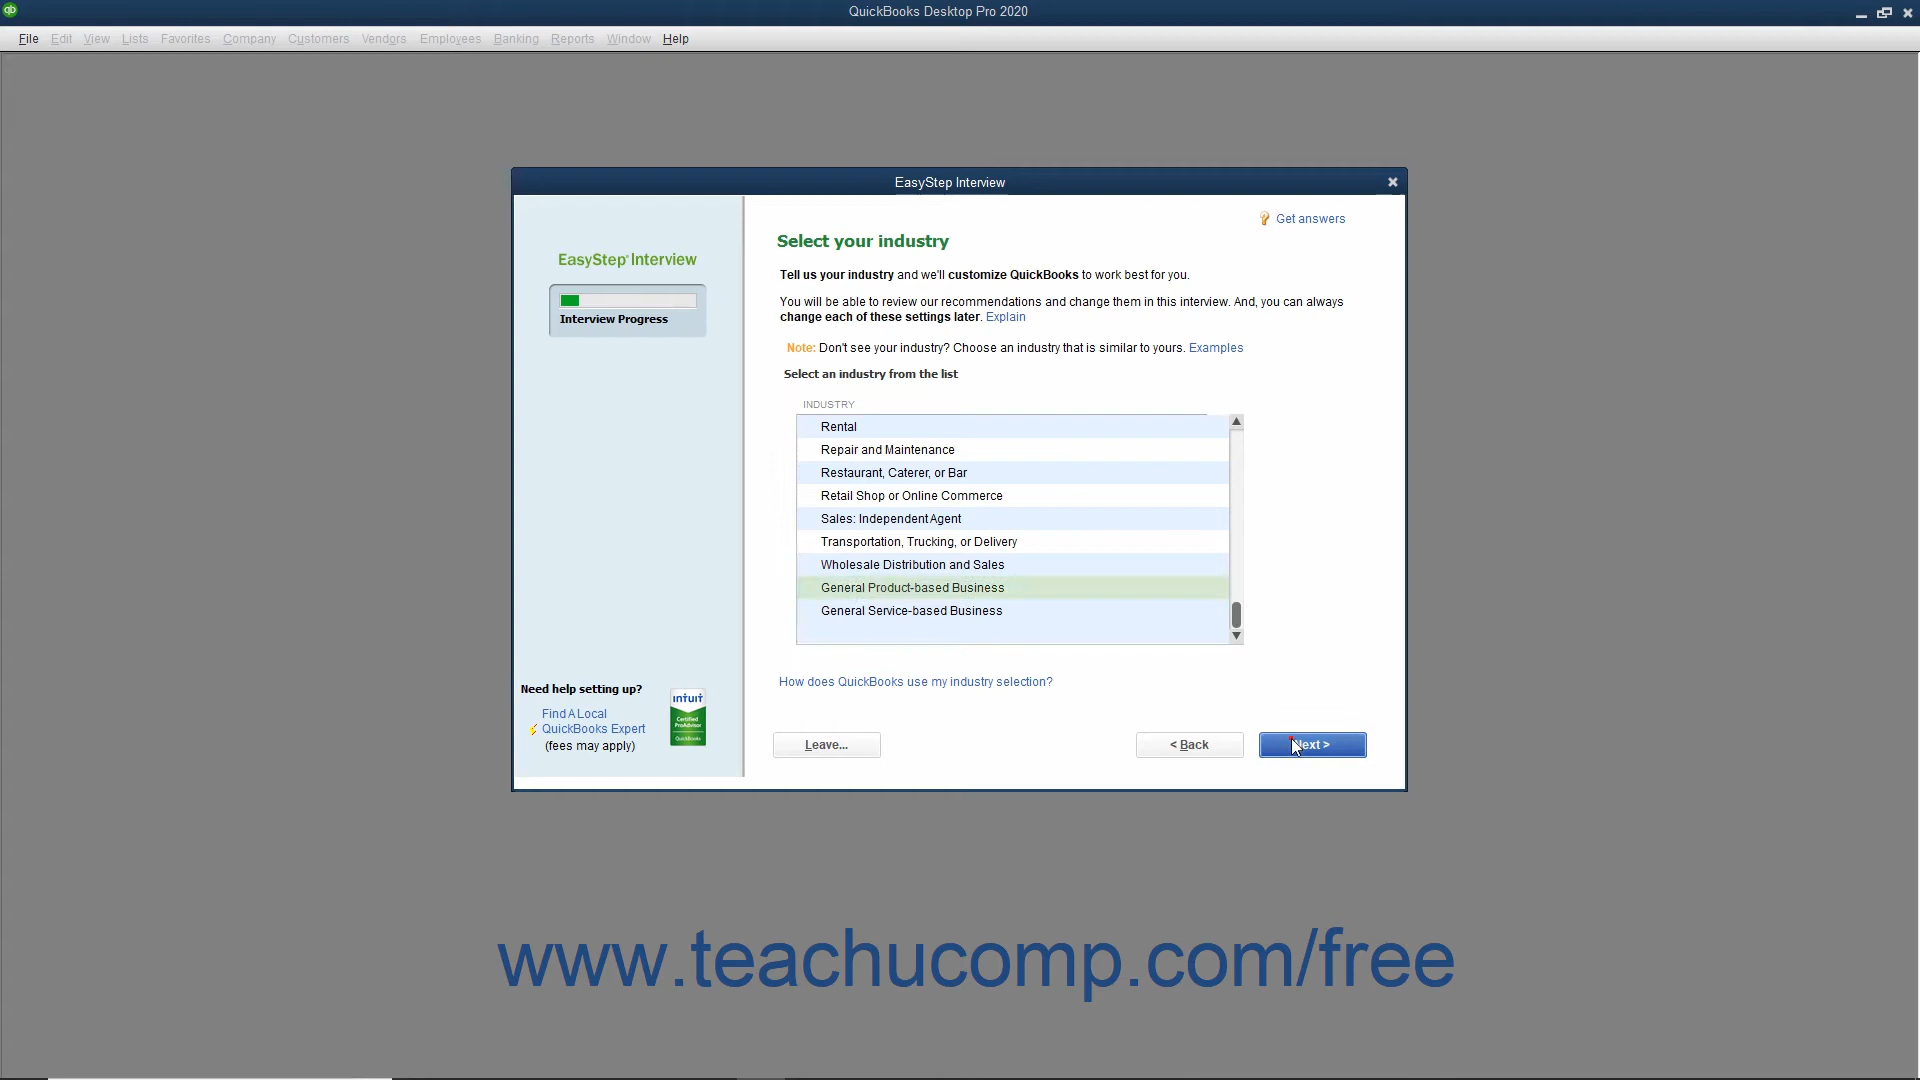 qb
QuickBooks Desktop Pro 2020
File Edit View Lists Favorites Company Customers Vendors Employees Banking Reports Window Help
EasyStep Interview
Get answers
Select your industry
EasyStep Interview
Tell us your industry and we'll customize QuickBooks to work best for you.
You will be able to review our recommendations and change them in this interview. And, you can always
change each of these settings later. Explain
Interview Progress
Note: Don't see your industry? Choose an industry that is similar to yours. Examples
Select an industry from the list
INDUSTRY
Rental
Repair and Maintenance
Restaurant, Caterer, or Bar
Retail Shop or Online Commerce
Sales: Independent Agent
Transportation, Trucking, or Delivery
Wholesale Distribution and Sales
General Product-based Business
General Service-based Business
How does QuickBooks use my industry selection?
Need help setting up?
Find A Local
QuickBooks Expert
(fees may apply)
intuit
Certified
ProAdvisor
QuickBooks
Leave...
< Back
Next >
www.teachucomp.com/free